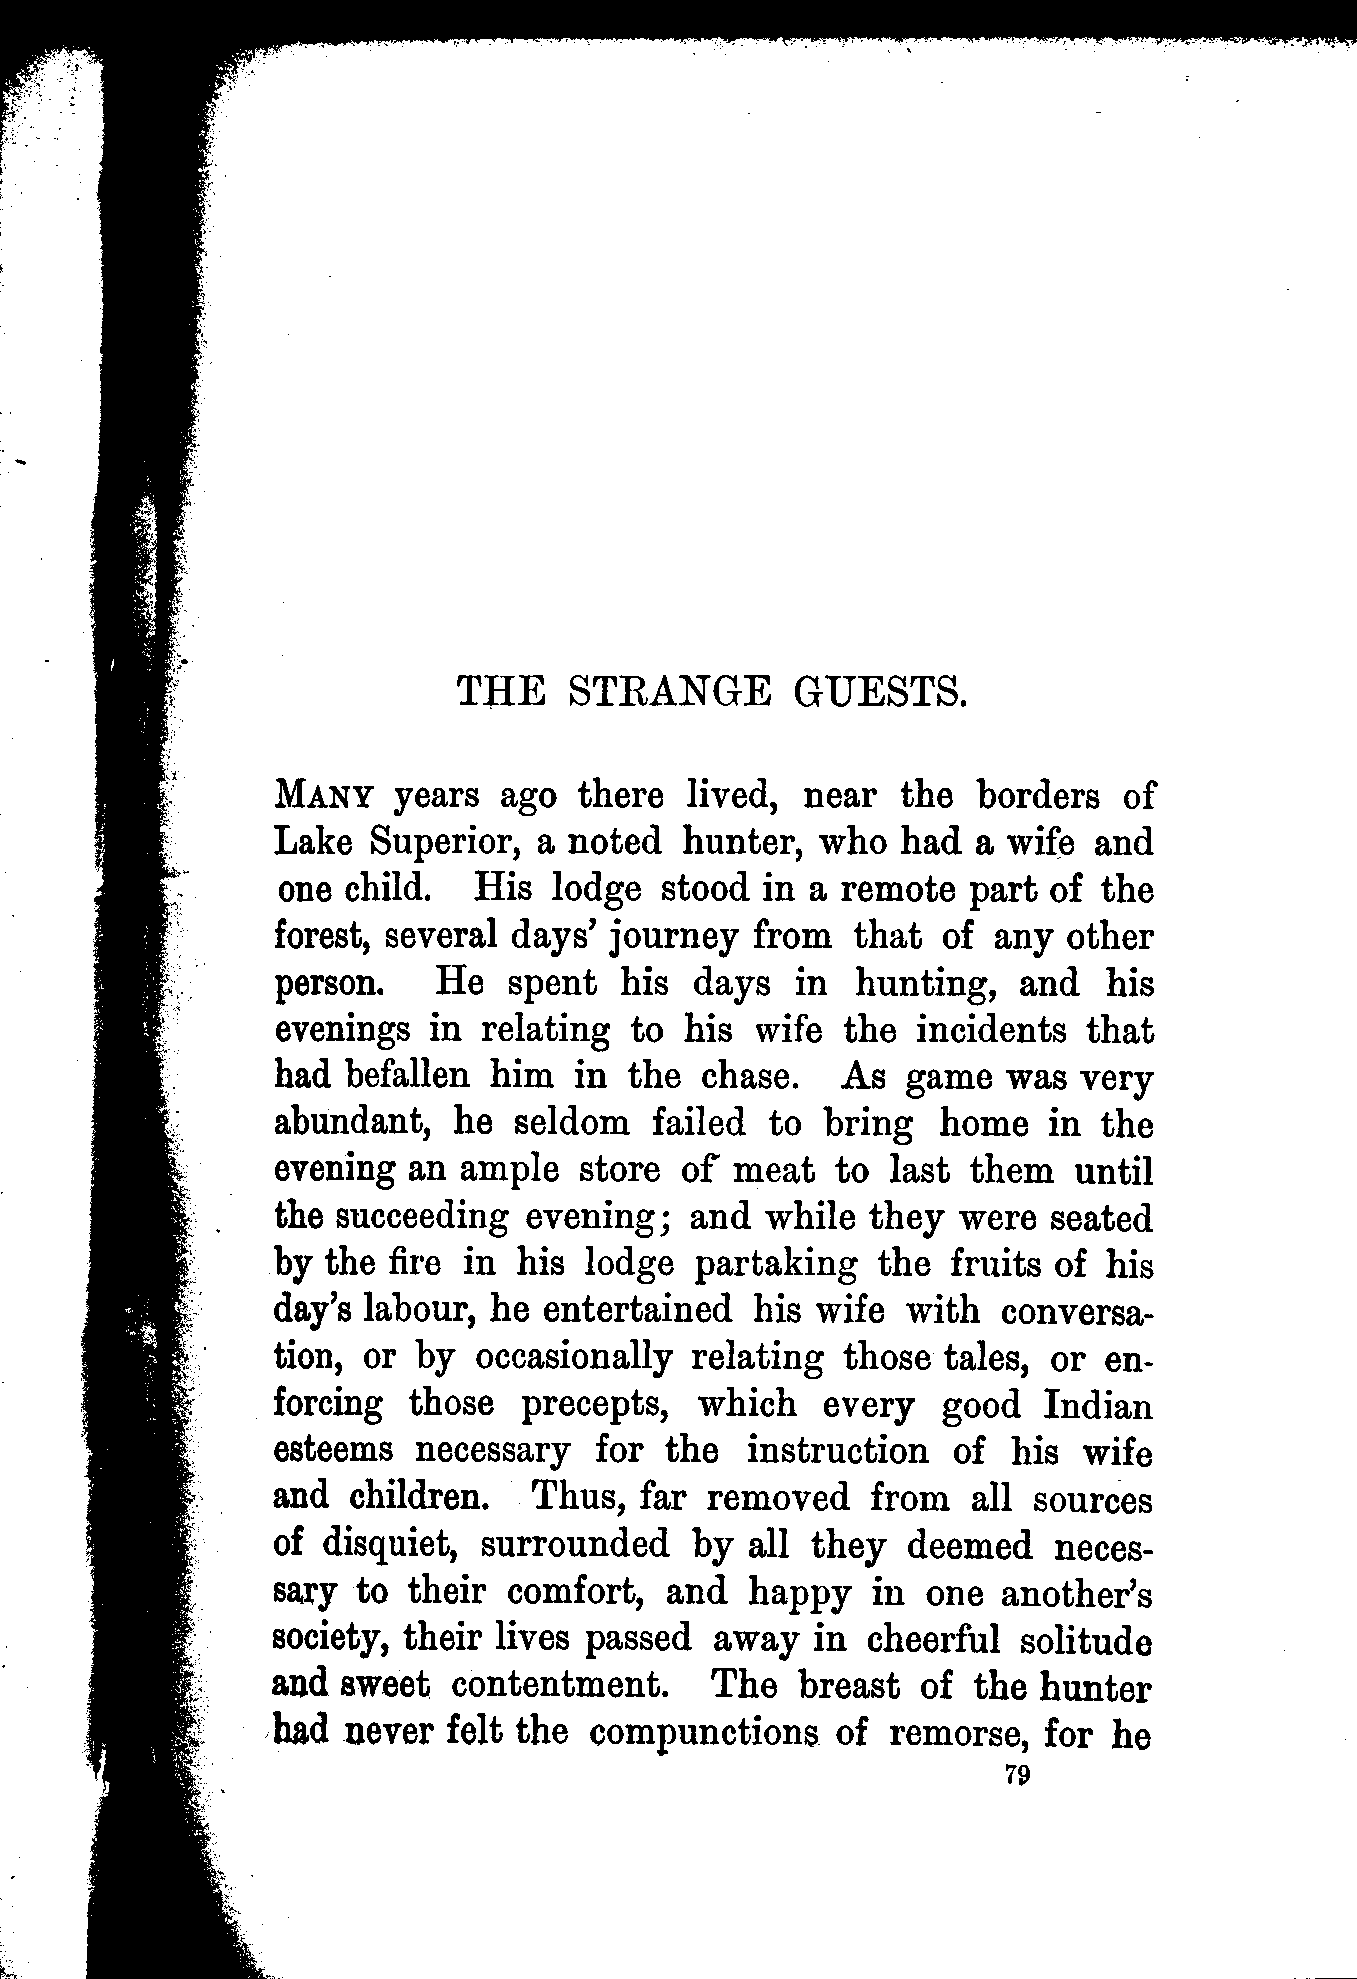 THE STRANGE GUESTS.
MANY years ago there lived, near the borders of
Lake Superior, a noted hunter, who had a wife and
one child. His lodge stood in a remote part of the
forest, several days' journey from that of any other
person. He spent his days in hunting, and his
evenings in relating to his wife the incidents that
had befallen him in the chase. As game was very
abundant, he seldom failed to bring home in the
evening an ample store of meat to last them until
the succeeding evening; and while they were seated
by the fire in his lodge partaking the fruits of his
day's labour, he entertained his wife with conversa-
tion, or by occasionally relating those tales, or en-
forcing those precepts, which every good Indian
esteems necessary for the instruction of his wife
and children. Thus, far removed from all sources
of disquiet, surrounded by all they deemed neces-
sary to their comfort, and happy in one another's
society, their lives passed away in cheerful solitude
and sweet contentment. The breast of the hunter
had never felt the compunctions of remorse, for he
79